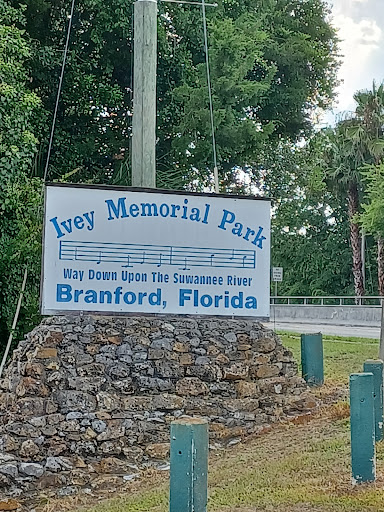 Ivey Memorial Park
Way Down Upon The Suwannee River
Branford, Florida